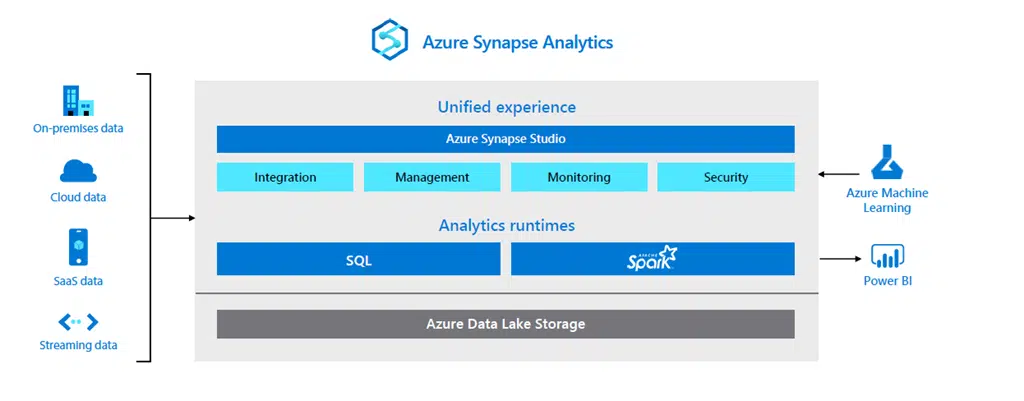 Azure Synapse Analytics
On-premises data
Cloud data
SaaS data
Streaming data
Unified experience
Azure Synapse Studio
Integration
Management
Monitoring
Security
Analytics runtimes
SQL
APACHE
Spark
Azure Data Lake Storage
Azure Machine
Learning
Power BI